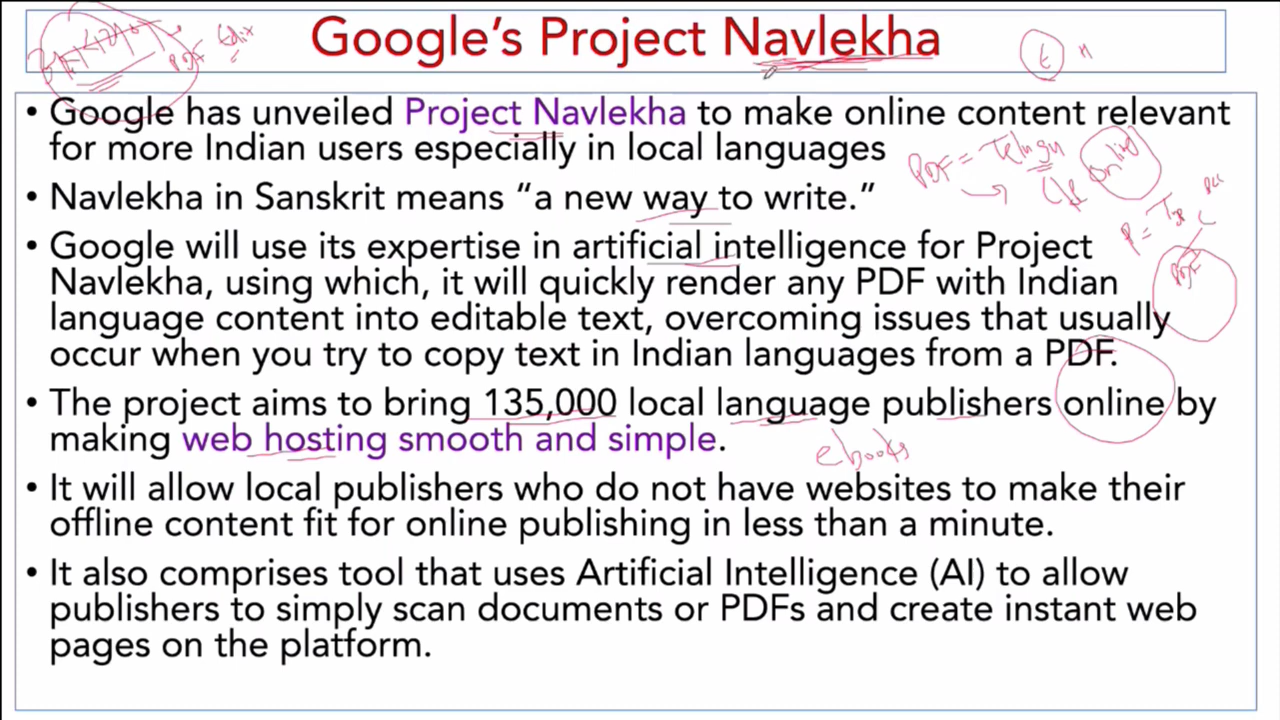 Google's Project Navlekha
• Google has unveiled Project Navlekha to make online content relevant
for more Indian users especially in local languages
• Navlekha in Sanskrit means “a new way to write.”
• Google will use its expertise in artificial intelligence for Project
Navlekha, using which, it will quickly render any PDF with Indian
language content into editable text, overcoming issues that usually
occur when you try to copy text in Indian languages from a PDF.
• The project aims to bring 135,000 local language publishers online by
making web hosting smooth and simple.
ebooks
• It will allow local publishers who do not have websites to make their
offline content fit for online publishing in less than a minute.
• It also comprises tool that uses Artificial Intelligence (AI) to allow
publishers to simply scan documents or PDFs and create instant web
pages on the platform.
PDF
PDF = Telugu
PDF